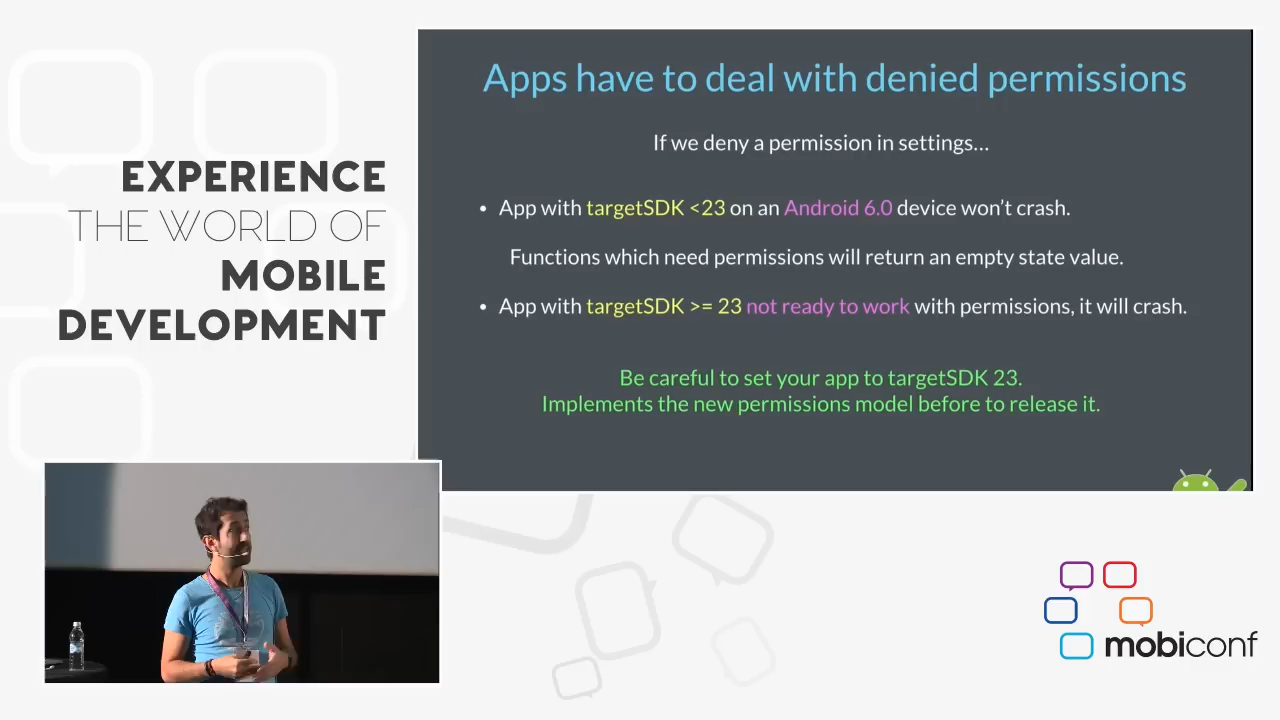 EXPERIENCE
THE WORLD OF
MOBILE
DEVELOPMENT
Apps have to deal with denied permissions
If we deny a permission in settings...
• App with targetSDK <23 on an Android 6.0 device won't crash.
Functions which need permissions will return an empty state value.
• App with targetSDK >= 23 not ready to work with permissions, it will crash.
Be careful to set your app to targetSDK 23.
Implements the new permissions model before to release it.
mobiconf